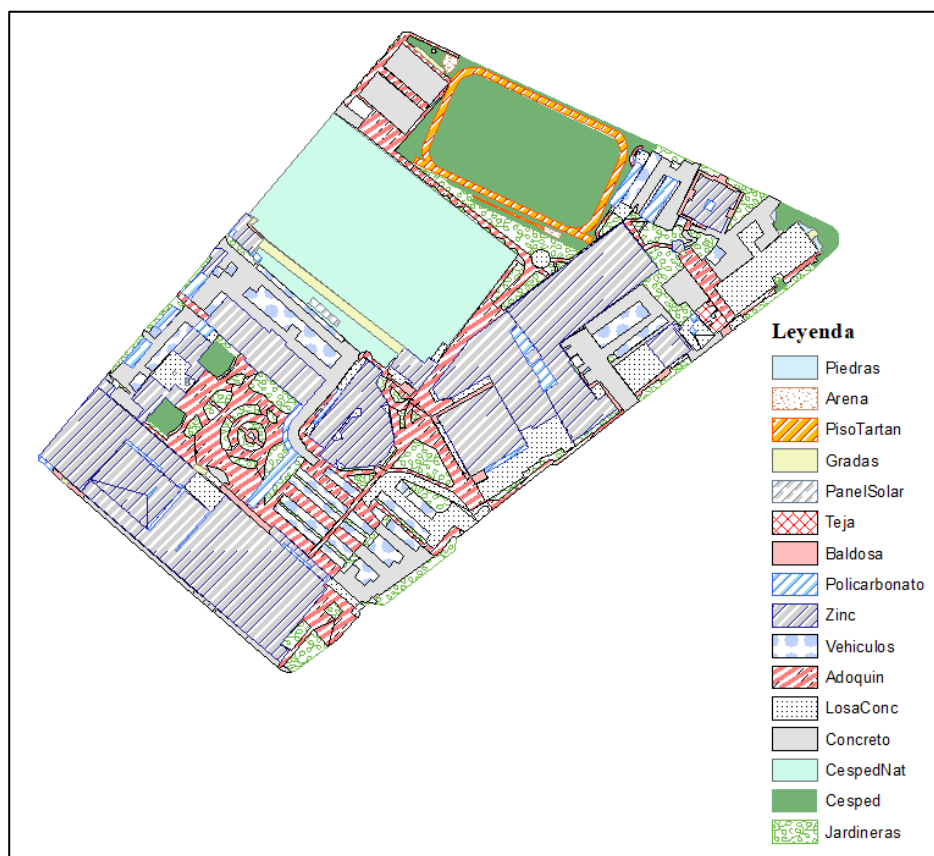 Leyenda
Piedras
Arena
PisoTartan
Gradas
PanelSolar
Teja
Baldosa
Policarbonato
Zinc
Vehiculos
Adoquin
LosaConc
Concreto
CespedNat
Cesped
Jardineras